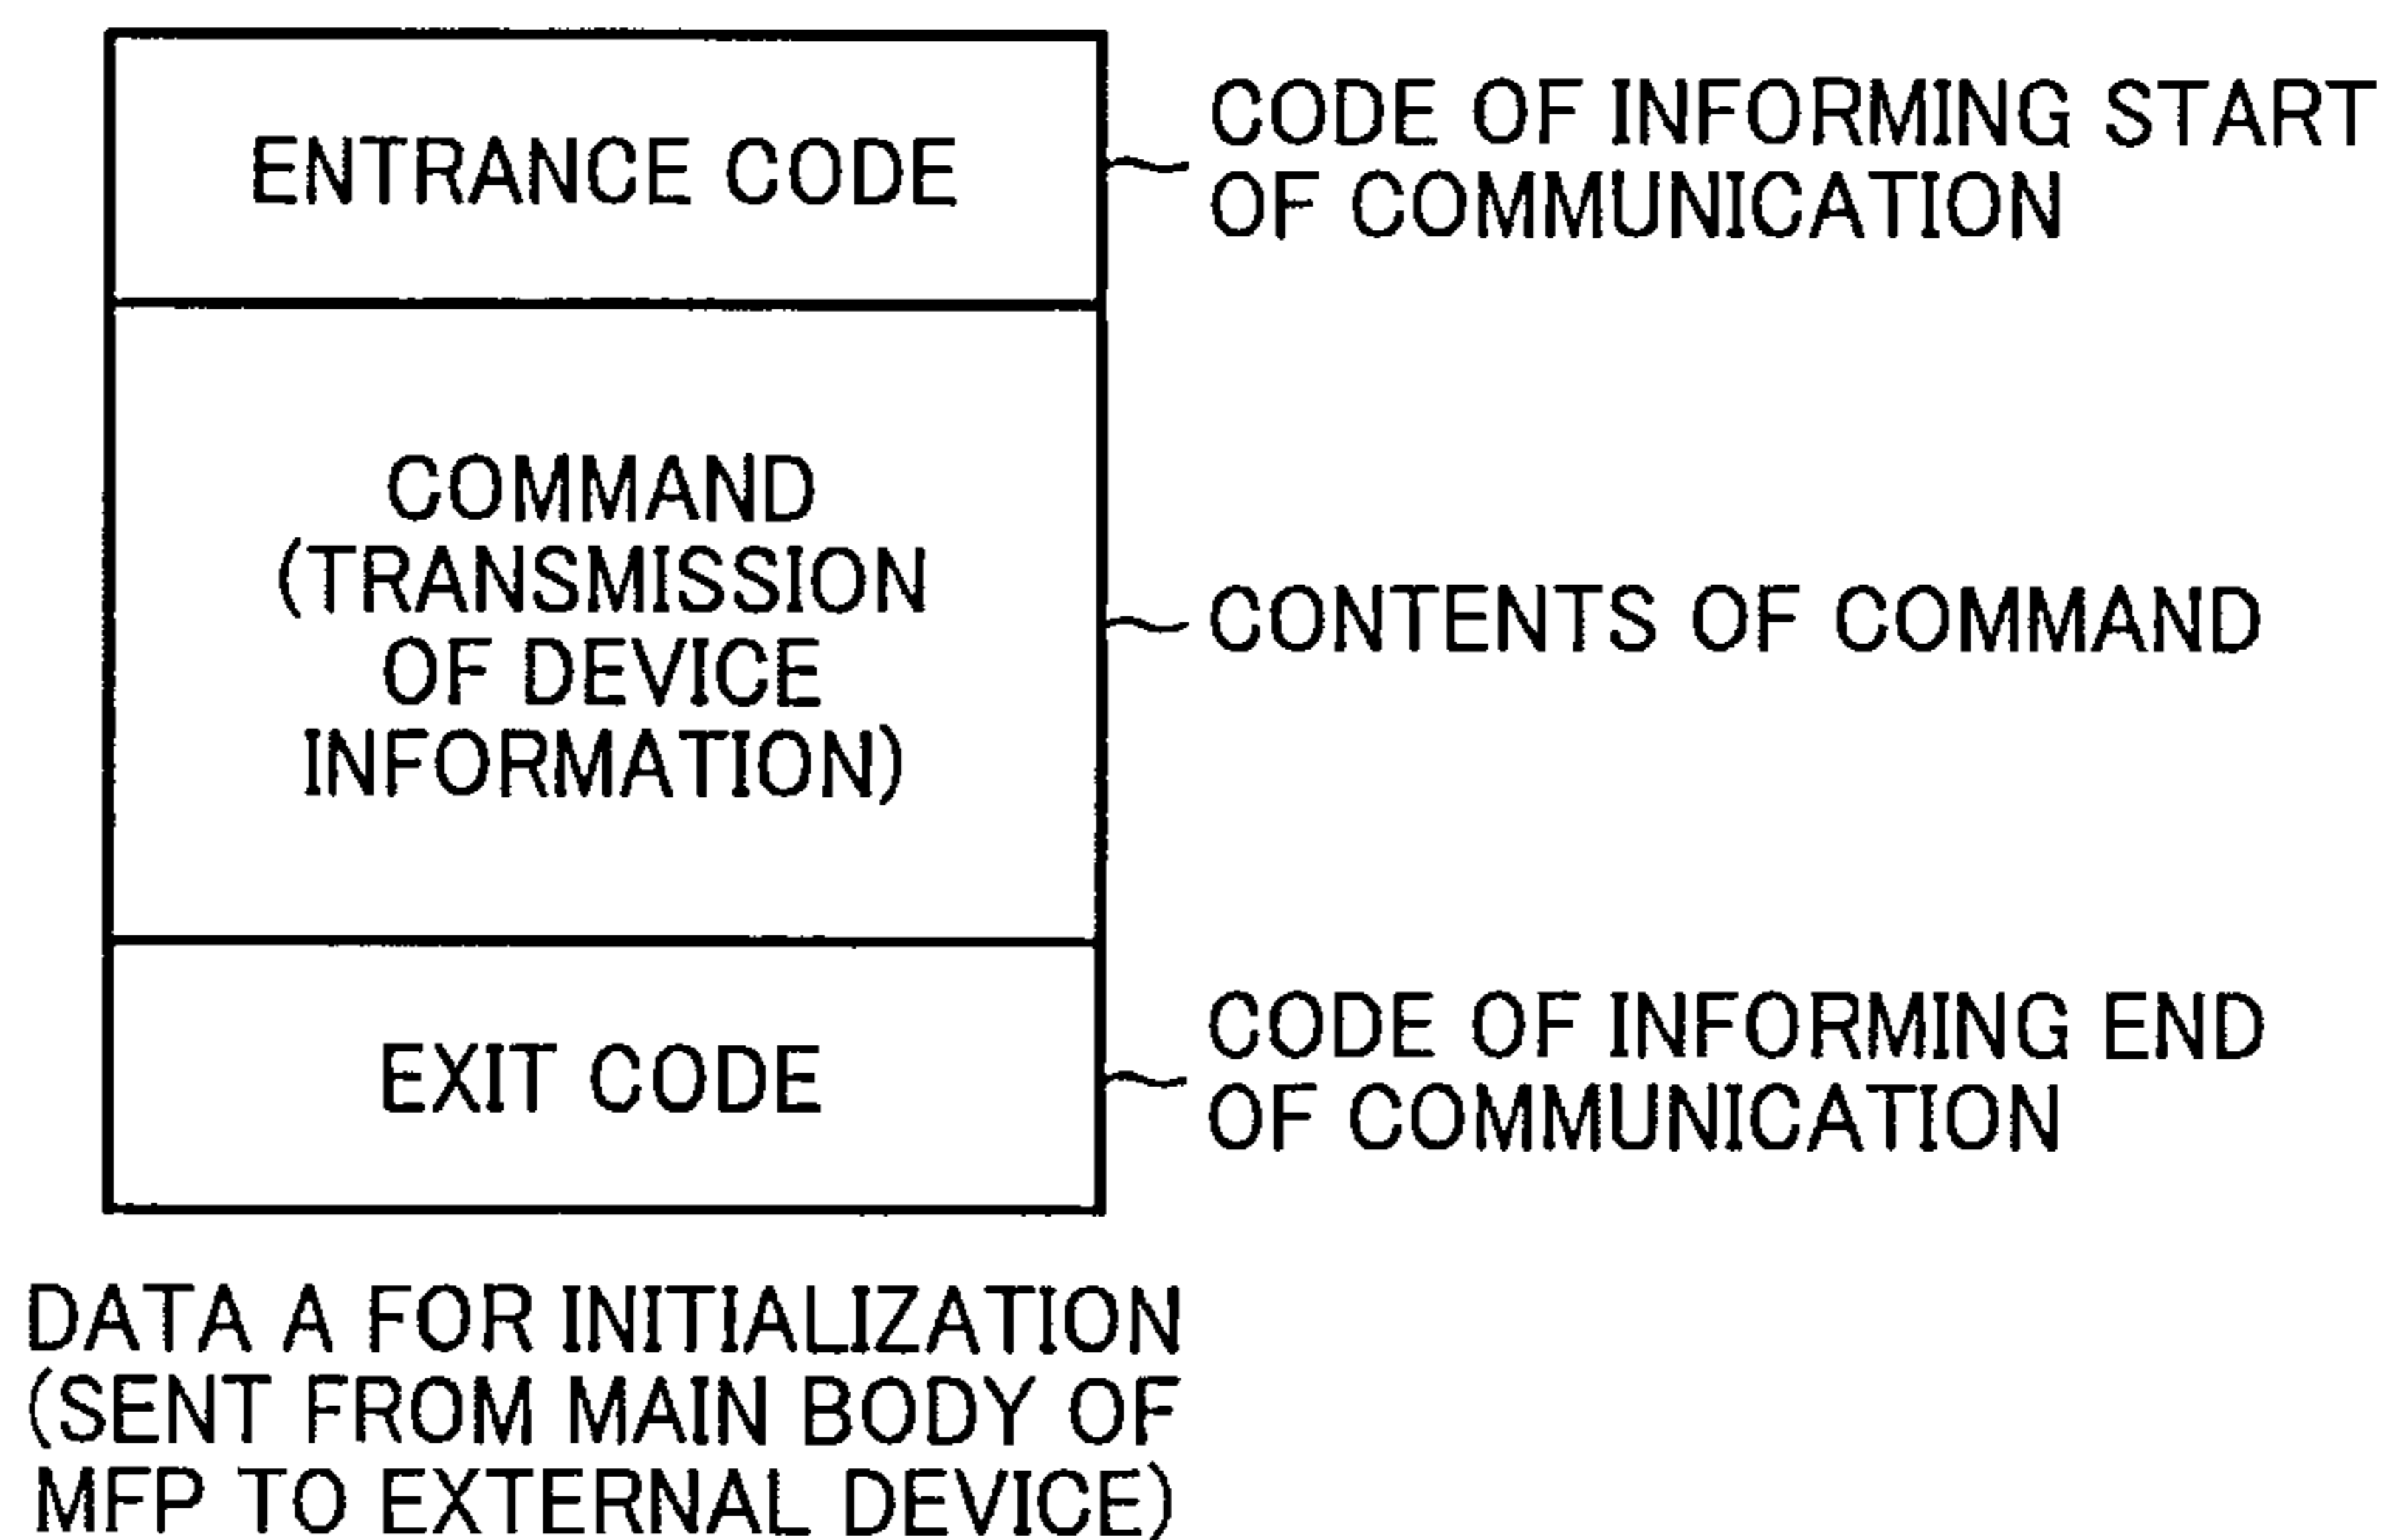 ENTRANCE CODE
CODE OF INFORMING START
OF COMMUNICATION
COMMAND
(TRANSMISSION
OF DEVICE
INFORMATION)
CONTENTS OF COMMAND
EXIT CODE
CODE OF INFORMING END
OF COMMUNICATION
DATA A FOR INITIALIZATION
(SENT FROM MAIN BODY OF
MFP TO EXTERNAL DEVICE)